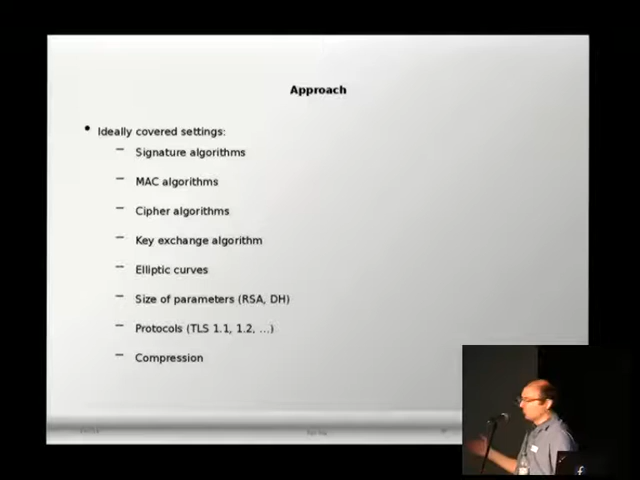 Approach
Ideally covered settings:
Signature algorithms
MAC algorithms
Cipher algorithms
Key exchange algorithm
Elliptic curves
Size of parameters (RSA, DH)
Protocols (TLS 1.1, 1.2, ...)
Compression